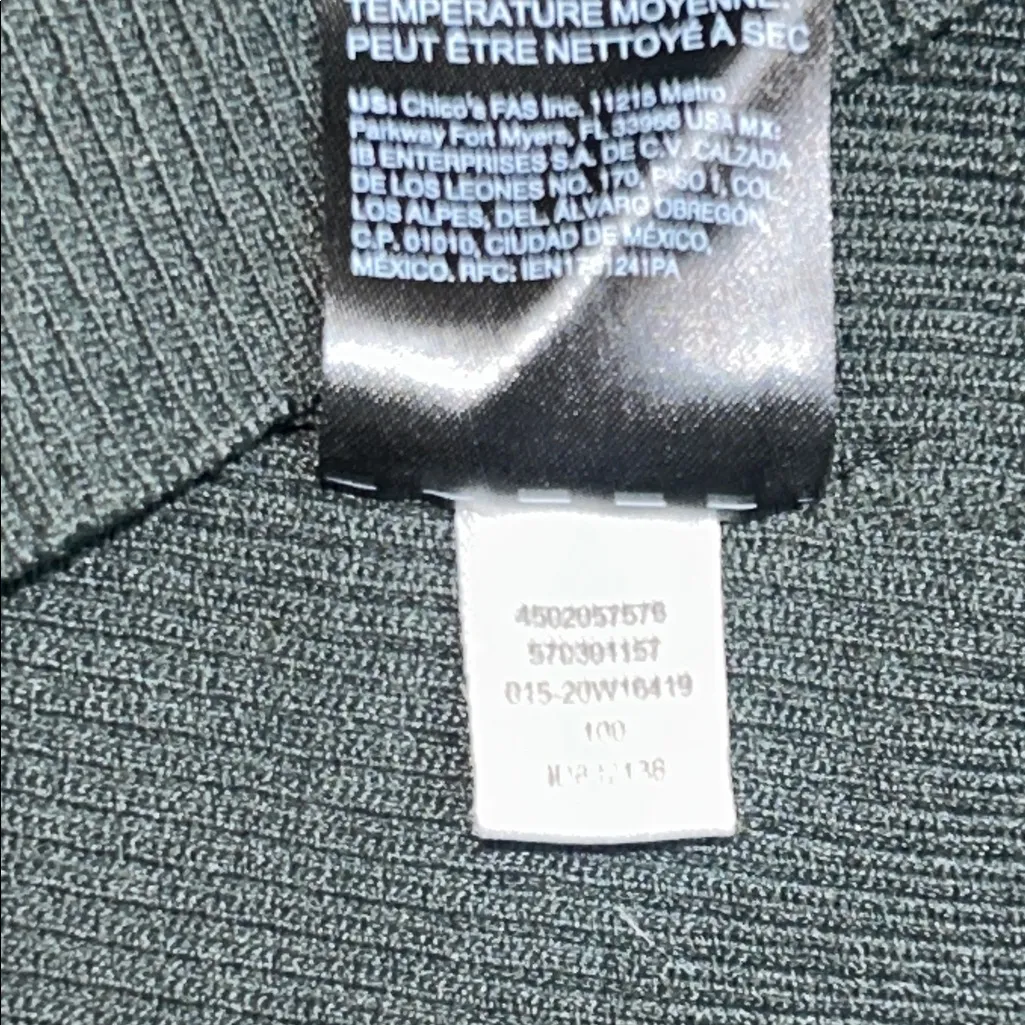 TEMPERATURE MOYENNE.
PEUT ÊTRE NETTOYÉ À SEC
US: Chico's FAS Inc. 11215 Metro
Parkway Fort Myers, FL 33966 USA MX:
IB ENTERPRISES S.A. DE C.V. CALZADA
DE LOS LEONES NO. 170, PISO 1, COL.
LOS ALPES, DEL. ÁLVARO OBREGÓN,
C.P. 01010, CIUDAD DE MÉXICO,
MÉXICO. RFC:
4502057576
570301157
015-20W16419
100